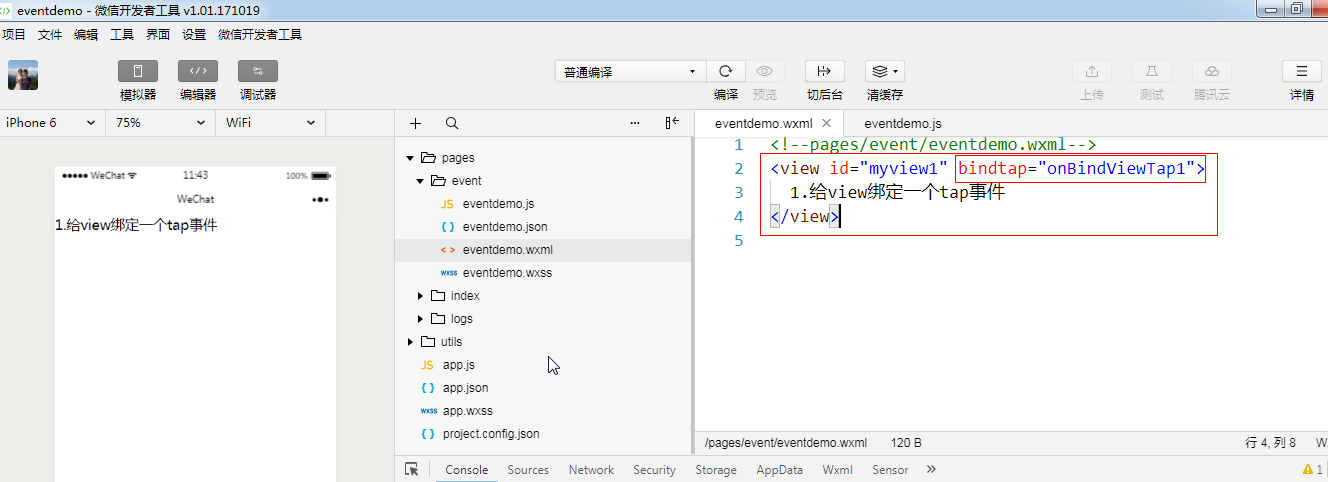 eventdemo - 微信开发者工具 v1.01.171019
项目 文件 编辑 工具 界面 设置 微信开发者工具
普通编译
模拟器 编辑器 调试器 编译 预览 切后台 清缓存 上传 测试 腾讯云 详情
iPhone 6 75% WiFi
eventdemo.wxml eventdemo.js
WeChat 11:43 100%
WeChat
1.给view绑定一个tap事件
pages
event
eventdemo.js
eventdemo.json
eventdemo.wxml
wxss eventdemo.wxss
index
logs
utils
JS app.js
{ } app.json
wxss app.wxss
{ } project.config.json
1 <!--pages/event/eventdemo.wxml-->
2 <view id="myview1" bindtap="onBindViewTap1">
3 1.给view绑定一个tap事件
4 </view>
5
/pages/event/eventdemo.wxml 120 B 行 4, 列 8 W
Console Sources Network Security Storage AppData Wxml Sensor » 1